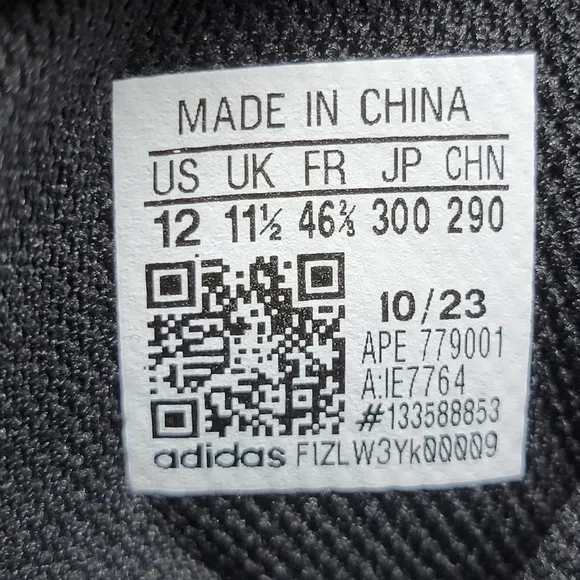 MADE IN CHINA
US UK FR JP CHN
12 11½ 46⅔ 300 290
10/23
APE 779001
A:IE7764
#133588853
adidas F1ZLW3Yk00009